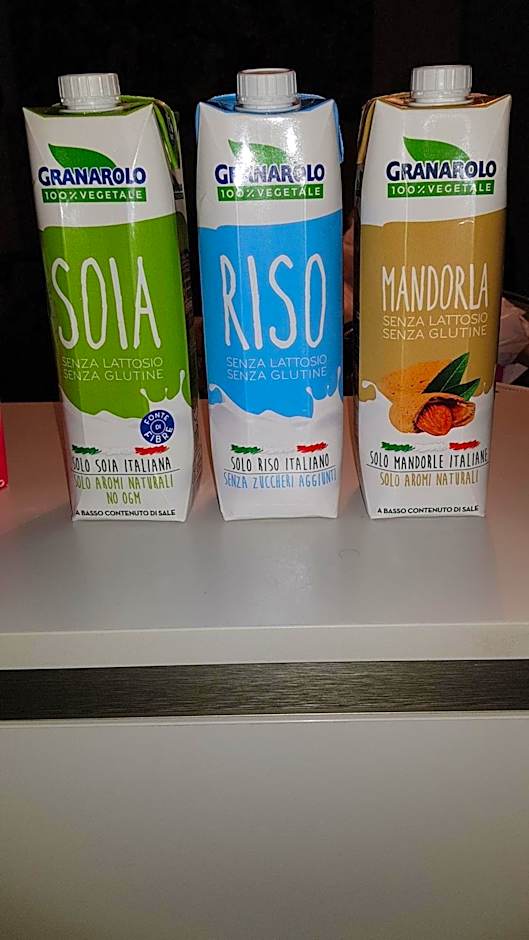 GRANAROLO
100% VEGETALE
SOIA
SENZA LATTOSIO
SENZA GLUTINE
FONTE
DI
FIBRE
SOLO SOIA ITALIANA
SOLO AROMI NATURALI
NO OGM
A BASSO CONTENUTO DI SALE
GRANAROLO
100% VEGETALE
RISO
SENZA LATTOSIO
SENZA GLUTINE
SOLO RISO ITALIANO
SENZA ZUCCHERI AGGIUNTI
GRANAROLO
100% VEGETALE
MANDORLA
SENZA LATTOSIO
SENZA GLUTINE
SOLO MANDORLE ITALIANE
SOLO AROMI NATURALI
A BASSO CONTENUTO DI SALE